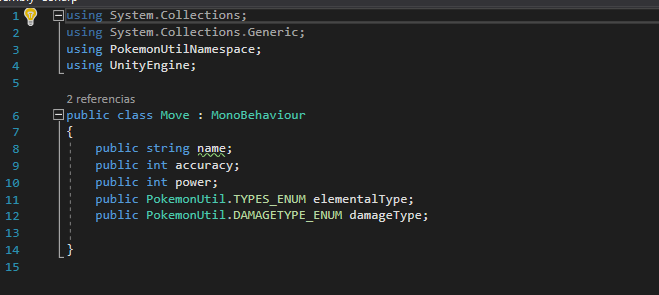 1 using System.Collections;
2 using System.Collections.Generic;
3 using PokemonUtilNamespace;
4 using UnityEngine;
5
2 referencias
6 public class Move : MonoBehaviour
7 {
8 public string name;
9 public int accuracy;
10 public int power;
11 public PokemonUtil.TYPES_ENUM elementalType;
12 public PokemonUtil.DAMAGETYPE_ENUM damageType;
13
14 }
15